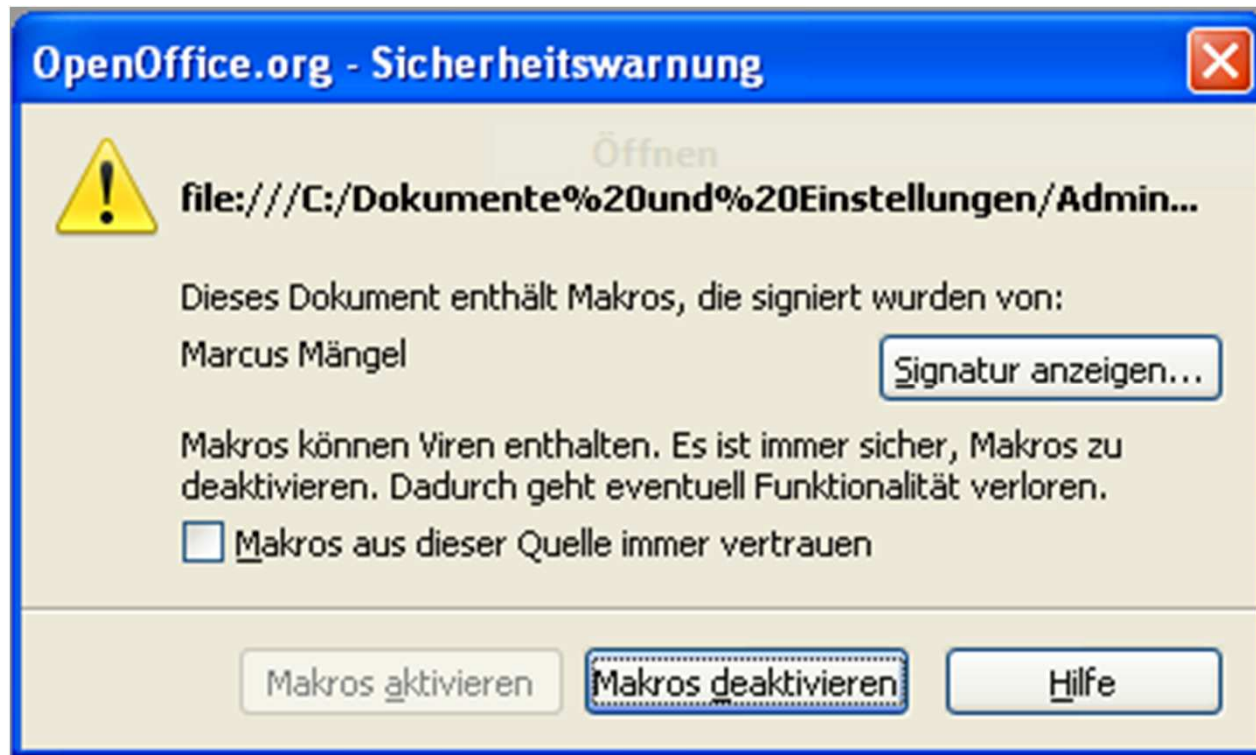 OpenOffice.org - Sicherheitswarnung
Öffnen
file:///C:/Dokumente%20und%20Einstellungen/Admin...
Dieses Dokument enthält Makros, die signiert wurden von:
Marcus Mängel
Signatur anzeigen...
Makros können Viren enthalten. Es ist immer sicher, Makros zu
deaktivieren. Dadurch geht eventuell Funktionalität verloren.
Makros aus dieser Quelle immer vertrauen
Makros aktivieren
Makros deaktivieren
Hilfe